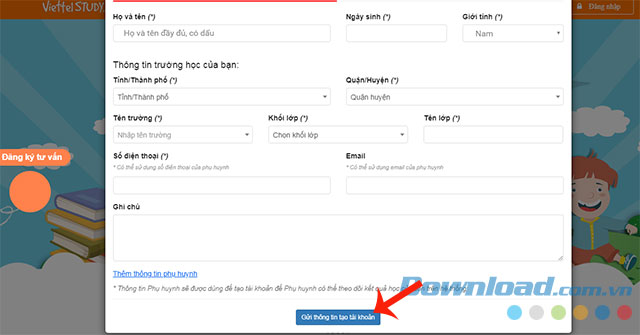 ViettelSTUDY
Đăng nhập
Họ và tên (*)
Ngày sinh (*)
Giới tính (*)
Họ và tên đầy đủ, có dấu
Nam
Thông tin trường học của bạn:
Tỉnh/Thành phố (*)
Quận/Huyện (*)
Tỉnh/Thành phố
Quận huyện
Tên trường (*)
Khối lớp (*)
Tên lớp (*)
Nhập tên trường
Chọn khối lớp
Đăng ký tư vấn
Số điện thoại (*)
Email
* Có thể sử dụng số điện thoại của phụ huynh
* Có thể sử dụng email của phụ huynh
Ghi chú
Thêm thông tin phụ huynh
* Thông tin Phụ huynh sẽ được dùng để tạo tài khoản để Phụ huynh có thể theo dõi kết quả học trên hệ thống
Download.com.vn
Gửi thông tin tạo tài khoản